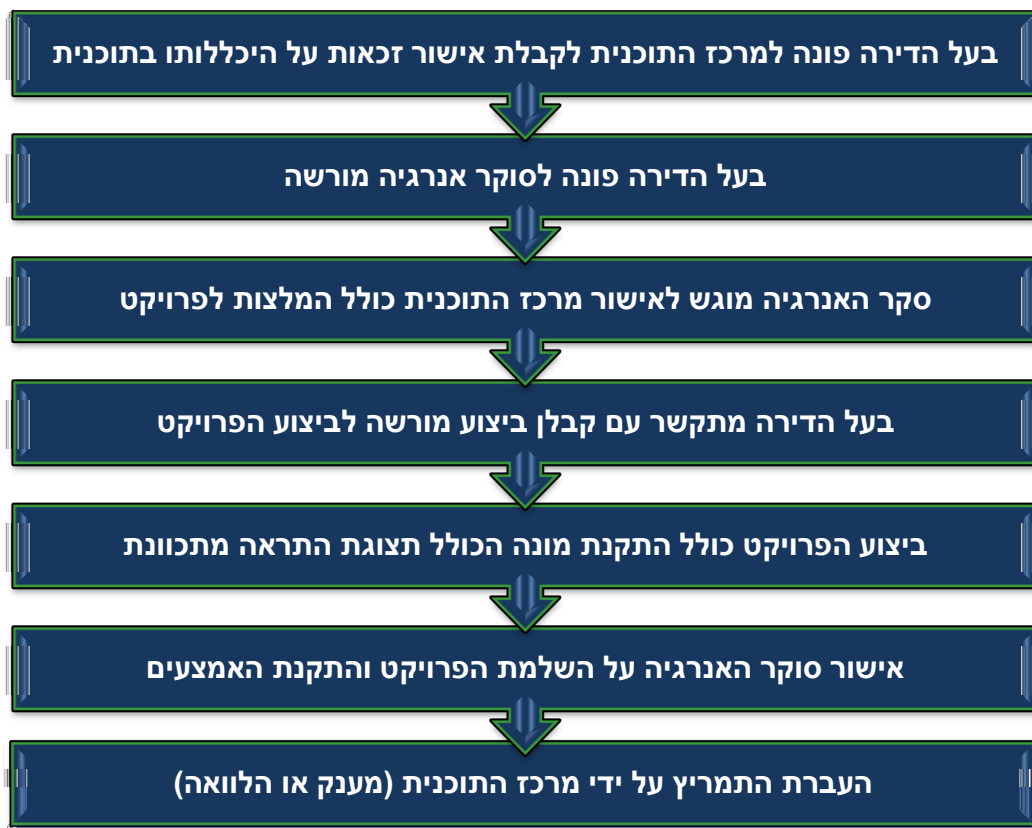 בעל הדירה פונה למרכז התוכנית לקבלת אישור זכאות על היכללותו בתוכנית
בעל הדירה פונה לסוקר אנרגיה מורשה
סקר האנרגיה מוגש לאישור מרכז התוכנית כולל המלצות לפרויקט
בעל הדירה מתקשר עם קבלן ביצוע מורשה לביצוע הפרויקט
ביצוע הפרויקט כולל התקנת מונה הכולל תצוגת התראה מתכוונת
אישור סוקר האנרגיה על השלמת הפרויקט והתקנת האמצעים
העברת התמריץ על ידי מרכז התוכנית (מענק או הלוואה)